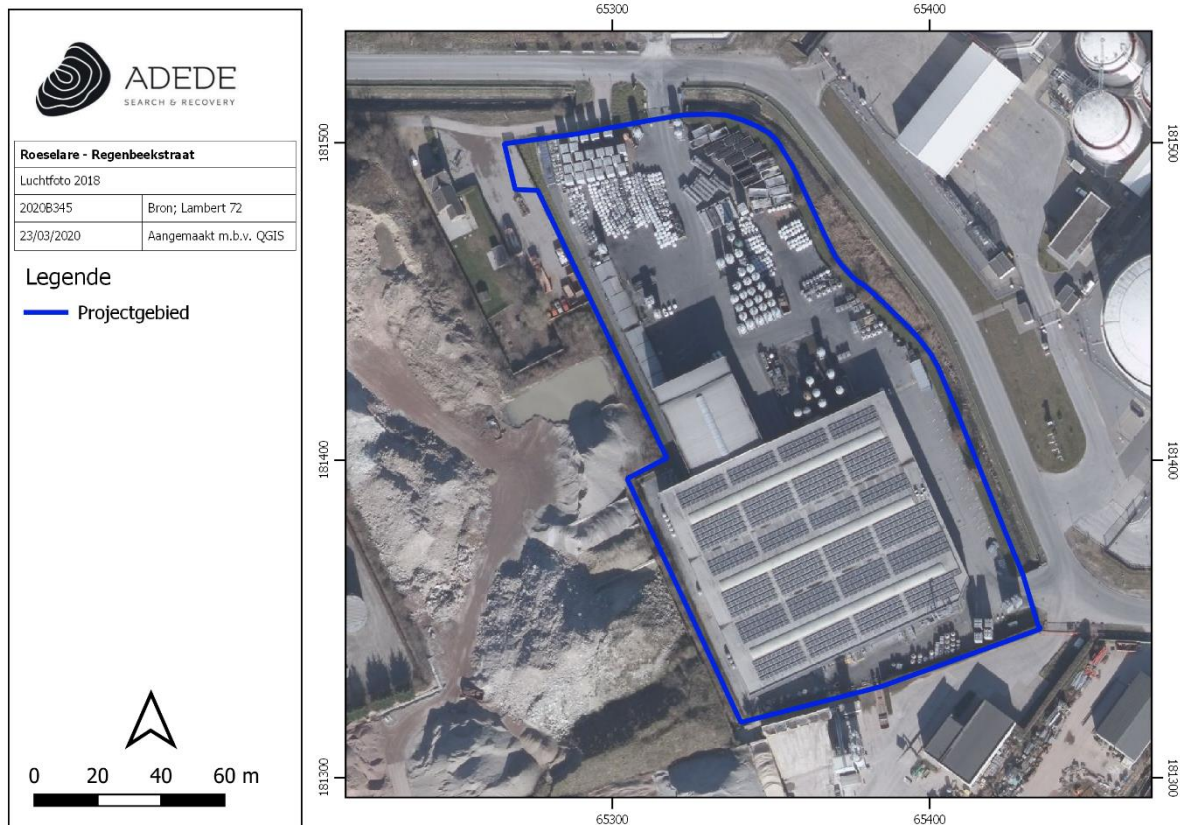 ADEDE
SEARCH & RECOVERY
Roeselare - Regenbeekstraat
Luchtfoto 2018
2020B345 Bron; Lambert 72
23/03/2020 Aangemaakt m.b.v. QGIS
Legende
Projectgebied
0 20 40 60 m
65300 65400
181500 181500
181400 181400
181300 181300
65300 65400